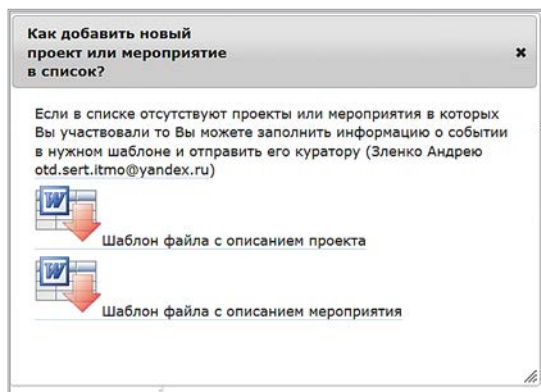 Как добавить новый
проект или мероприятие
в список?
Если в списке отсутствуют проекты или мероприятия в которых
Вы участвовали то Вы можете заполнить информацию о событии
в нужном шаблоне и отправить его куратору (Зленко Андрею
otd.sert.itmo@yandex.ru)
Шаблон файла с описанием проекта
Шаблон файла с описанием мероприятия